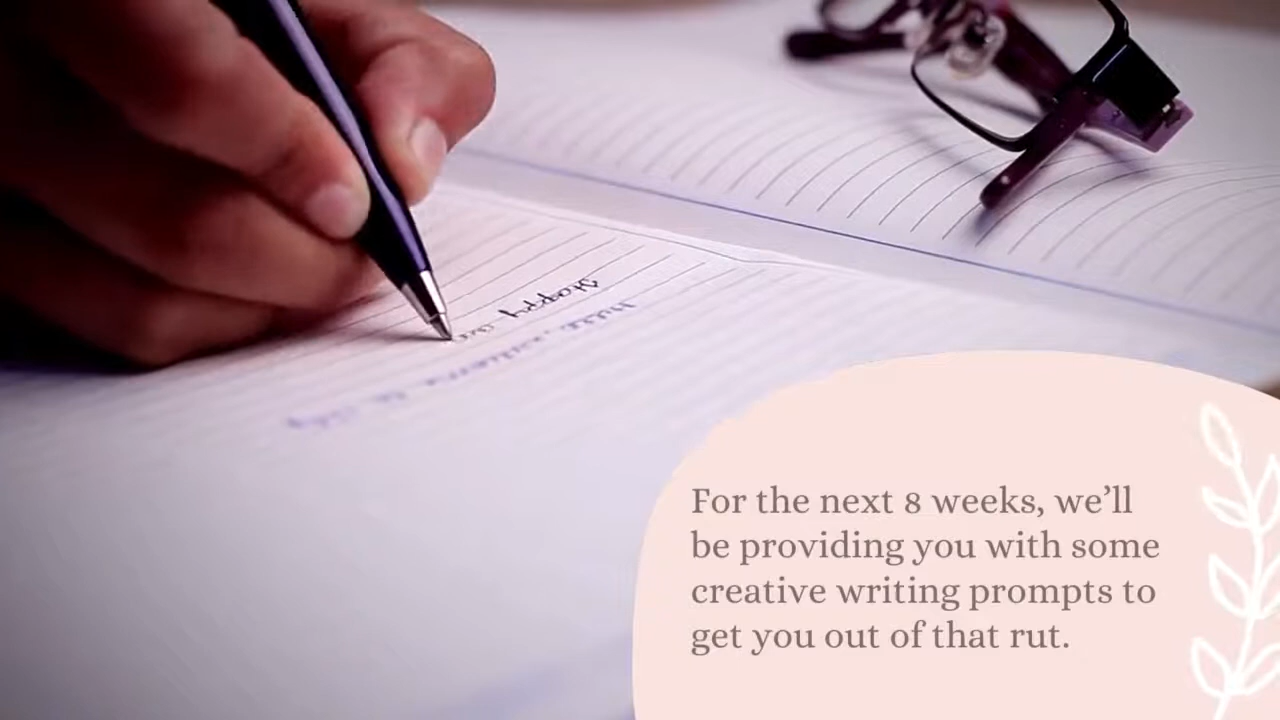 For the next 8 weeks, we’ll
be providing you with some
creative writing prompts to
get you out of that rut.